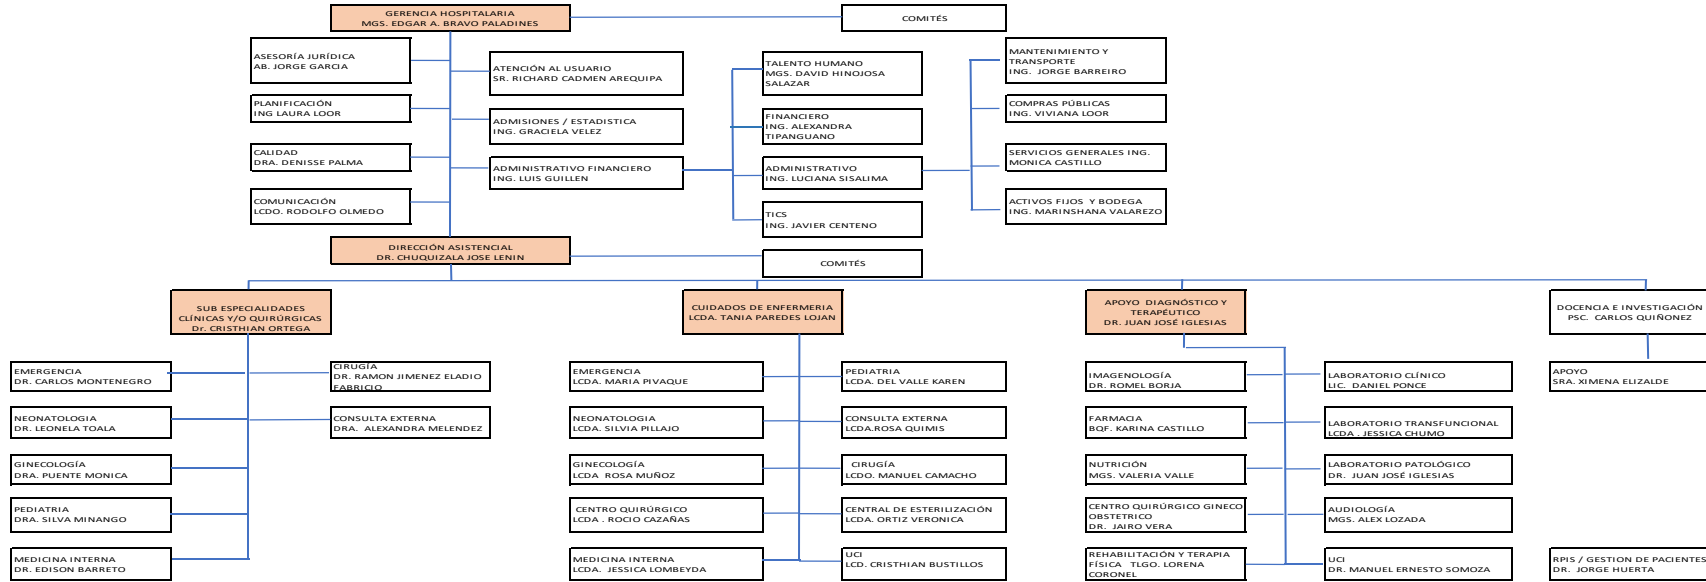 GERENCIA HOSPITALARIA
MGS. EDGAR A. BRAVO PALADINES
COMITÉS
ASESORÍA JURÍDICA
AB. JORGE GARCIA
ATENCIÓN AL USUARIO
SR. RICHARD CADMEN AREQUIPA
TALENTO HUMANO
MGS. DAVID HINOJOSA
SALAZAR
MANTENIMIENTO Y
TRANSPORTE
ING. JORGE BARREIRO
PLANIFICACIÓN
ING LAURA LOOR
ADMISIONES / ESTADISTICA
ING. GRACIELA VELEZ
FINANCIERO
ING. ALEXANDRA
TIPANGUANO
COMPRAS PÚBLICAS
ING. VIVIANA LOOR
CALIDAD
DRA. DENISSE PALMA
ADMINISTRATIVO FINANCIERO
ING. LUIS GUILLEN
ADMINISTRATIVO
ING. LUCIANA SISALIMA
SERVICIOS GENERALES ING.
MONICA CASTILLO
COMUNICACIÓN
LCDO. RODOLFO OLMEDO
TICS
ING. JAVIER CENTENO
ACTIVOS FIJOS Y BODEGA
ING. MARINSHANA VALAREZO
DIRECCIÓN ASISTENCIAL
DR. CHUQUIZALA JOSE LENIN
COMITÉS
SUB ESPECIALIDADES
CLÍNICAS Y/O QUIRÚRGICAS
Dr. CRISTHIAN ORTEGA
CUIDADOS DE ENFERMERIA
LCDA. TANIA PAREDES LOJAN
APOYO DIAGNÓSTICO Y
TERAPÉUTICO
DR. JUAN JOSÉ IGLESIAS
DOCENCIA E INVESTIGACIÓN
PSC. CARLOS QUIÑONEZ
EMERGENCIA
DR. CARLOS MONTENEGRO
CIRUGÍA
DR. RAMON JIMENEZ ELADIO
FABRICIO
EMERGENCIA
LCDA. MARIA PIVAQUE
PEDIATRIA
LCDA. DEL VALLE KAREN
IMAGENOLOGÍA
DR. ROMEL BORJA
LABORATORIO CLÍNICO
LIC. DANIEL PONCE
APOYO
SRA. XIMENA ELIZALDE
NEONATOLOGIA
DR. LEONELA TOALA
CONSULTA EXTERNA
DRA. ALEXANDRA MELENDEZ
NEONATOLOGIA
LCDA. SILVIA PILLAJO
CONSULTA EXTERNA
LCDA.ROSA QUIMIS
FARMACIA
BQF. KARINA CASTILLO
LABORATORIO TRANSFUNCIONAL
LCDA . JESSICA CHUMO
GINECOLOGÍA
DRA. PUENTE MONICA
GINECOLOGÍA
LCDA ROSA MUÑOZ
CIRUGÍA
LCDO. MANUEL CAMACHO
NUTRICIÓN
MGS. VALERIA VALLE
LABORATORIO PATOLÓGICO
DR. JUAN JOSÉ IGLESIAS
PEDIATRIA
DRA. SILVA MINANGO
CENTRO QUIRÚRGICO
LCDA . ROCIO CAZAÑAS
CENTRAL DE ESTERILIZACIÓN
LCDA. ORTIZ VERONICA
CENTRO QUIRÚRGICO GINECO
OBSTETRICO
DR. JAIRO VERA
AUDIOLOGÍA
MGS. ALEX LOZADA
MEDICINA INTERNA
DR. EDISON BARRETO
MEDICINA INTERNA
LCDA. JESSICA LOMBEYDA
UCI
LCD. CRISTHIAN BUSTILLOS
REHABILITACIÓN Y TERAPIA
FÍSICA TLGO. LORENA
CORONEL
UCI
DR. MANUEL ERNESTO SOMOZA
RPIS / GESTION DE PACIENTES
DR. JORGE HUERTA